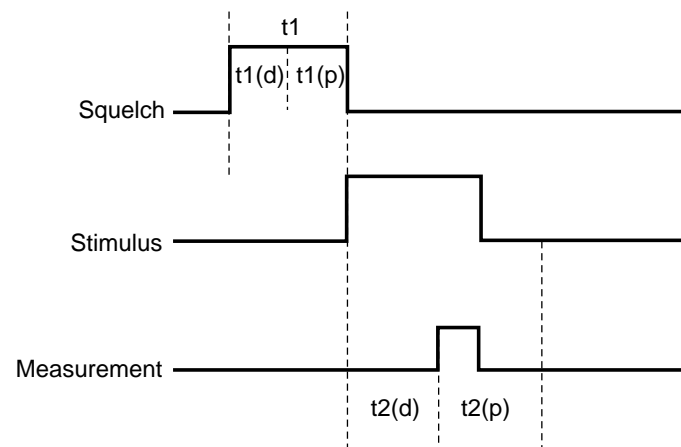 t1
t1(d) t1(p)
Squelch
Stimulus
Measurement
t2(d) t2(p)